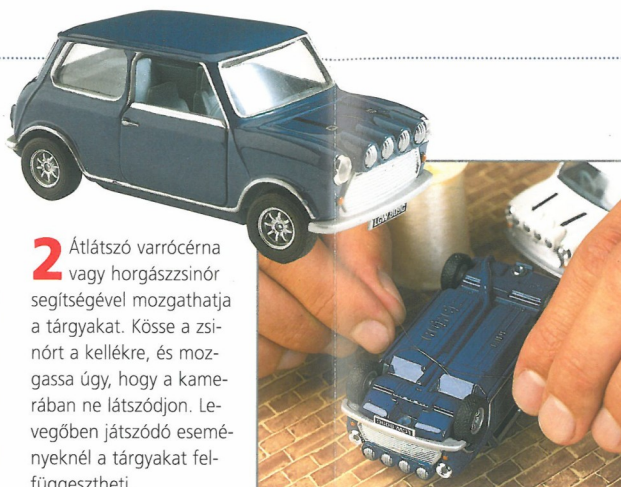 2 Átlátszó varrócérna
vagy horgászzsinór
segítségével mozgathatja
a tárgyakat. Kösse a zsi-
nórt a kellékre, és moz-
gassa úgy, hogy a kame-
rában ne látszódjon. Le-
vegőben játszódó esemé-
nyeknél a tárgyakat fel-
függesztheti